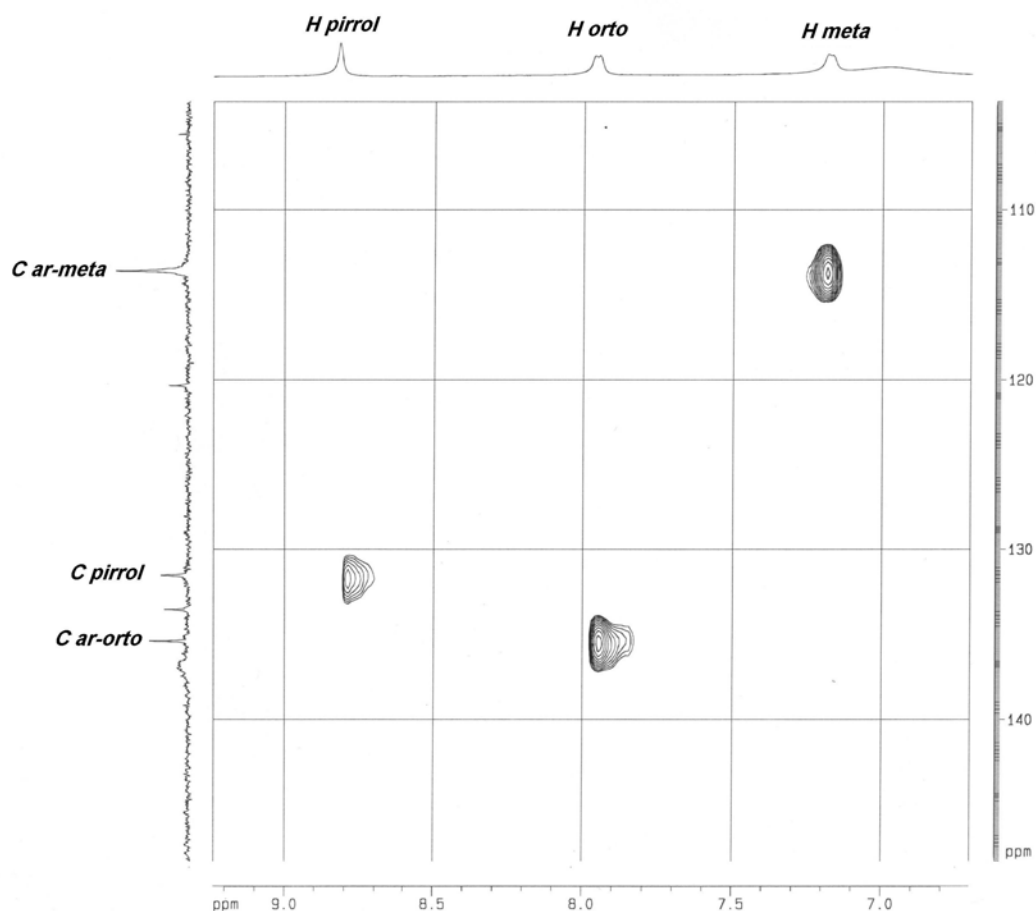 H pirrol H orto H meta
110
C ar-meta
120
130
C pirrol
C ar-orto
140
ppm
ppm 9.0 8.5 8.0 7.5 7.0